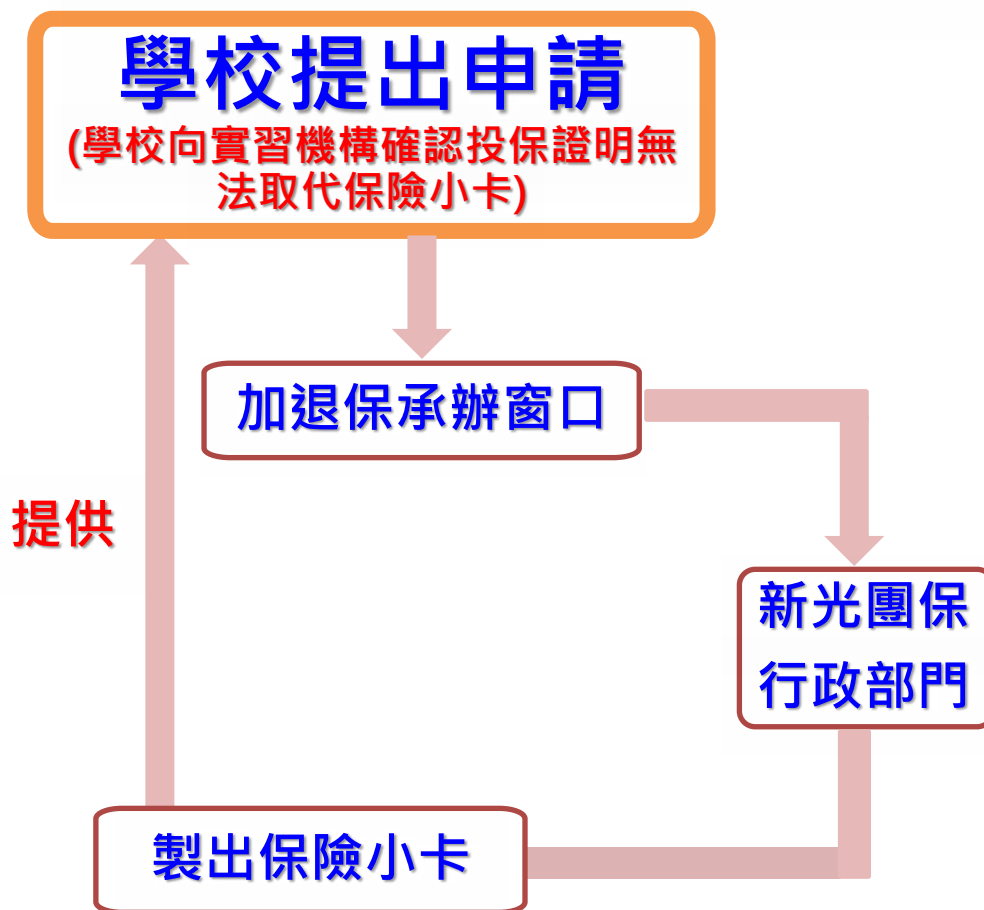 學校提出申請
(學校向實習機構確認投保證明無
法取代保險小卡)
加退保承辦窗口
提供
新光團保
行政部門
製出保險小卡